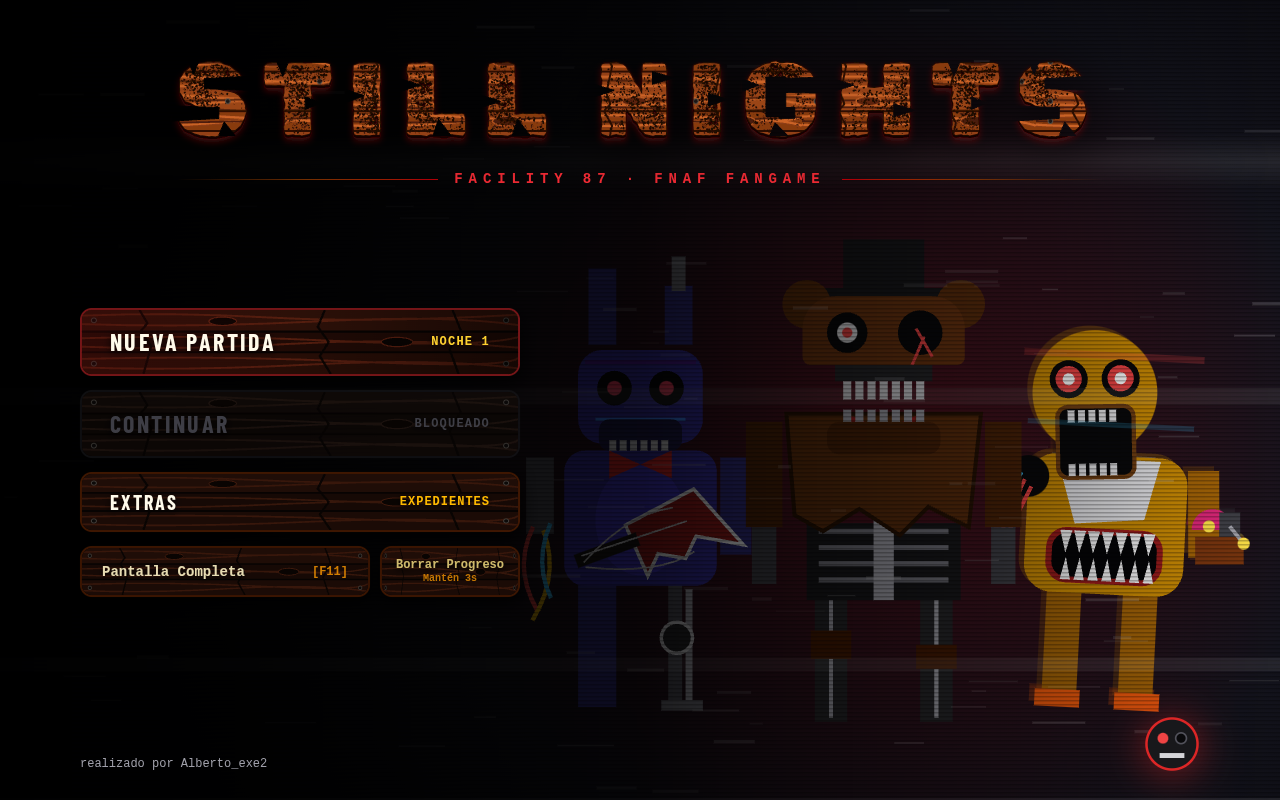 STILL NIGHTS
FACILITY 87 · FNAF FANGAME
NUEVA PARTIDA NOCHE 1
CONTINUAR BLOQUEADO
EXTRAS EXPEDIENTES
Pantalla Completa [F11]
Borrar Progreso
Mantén 3s
realizado por Alberto_exe2